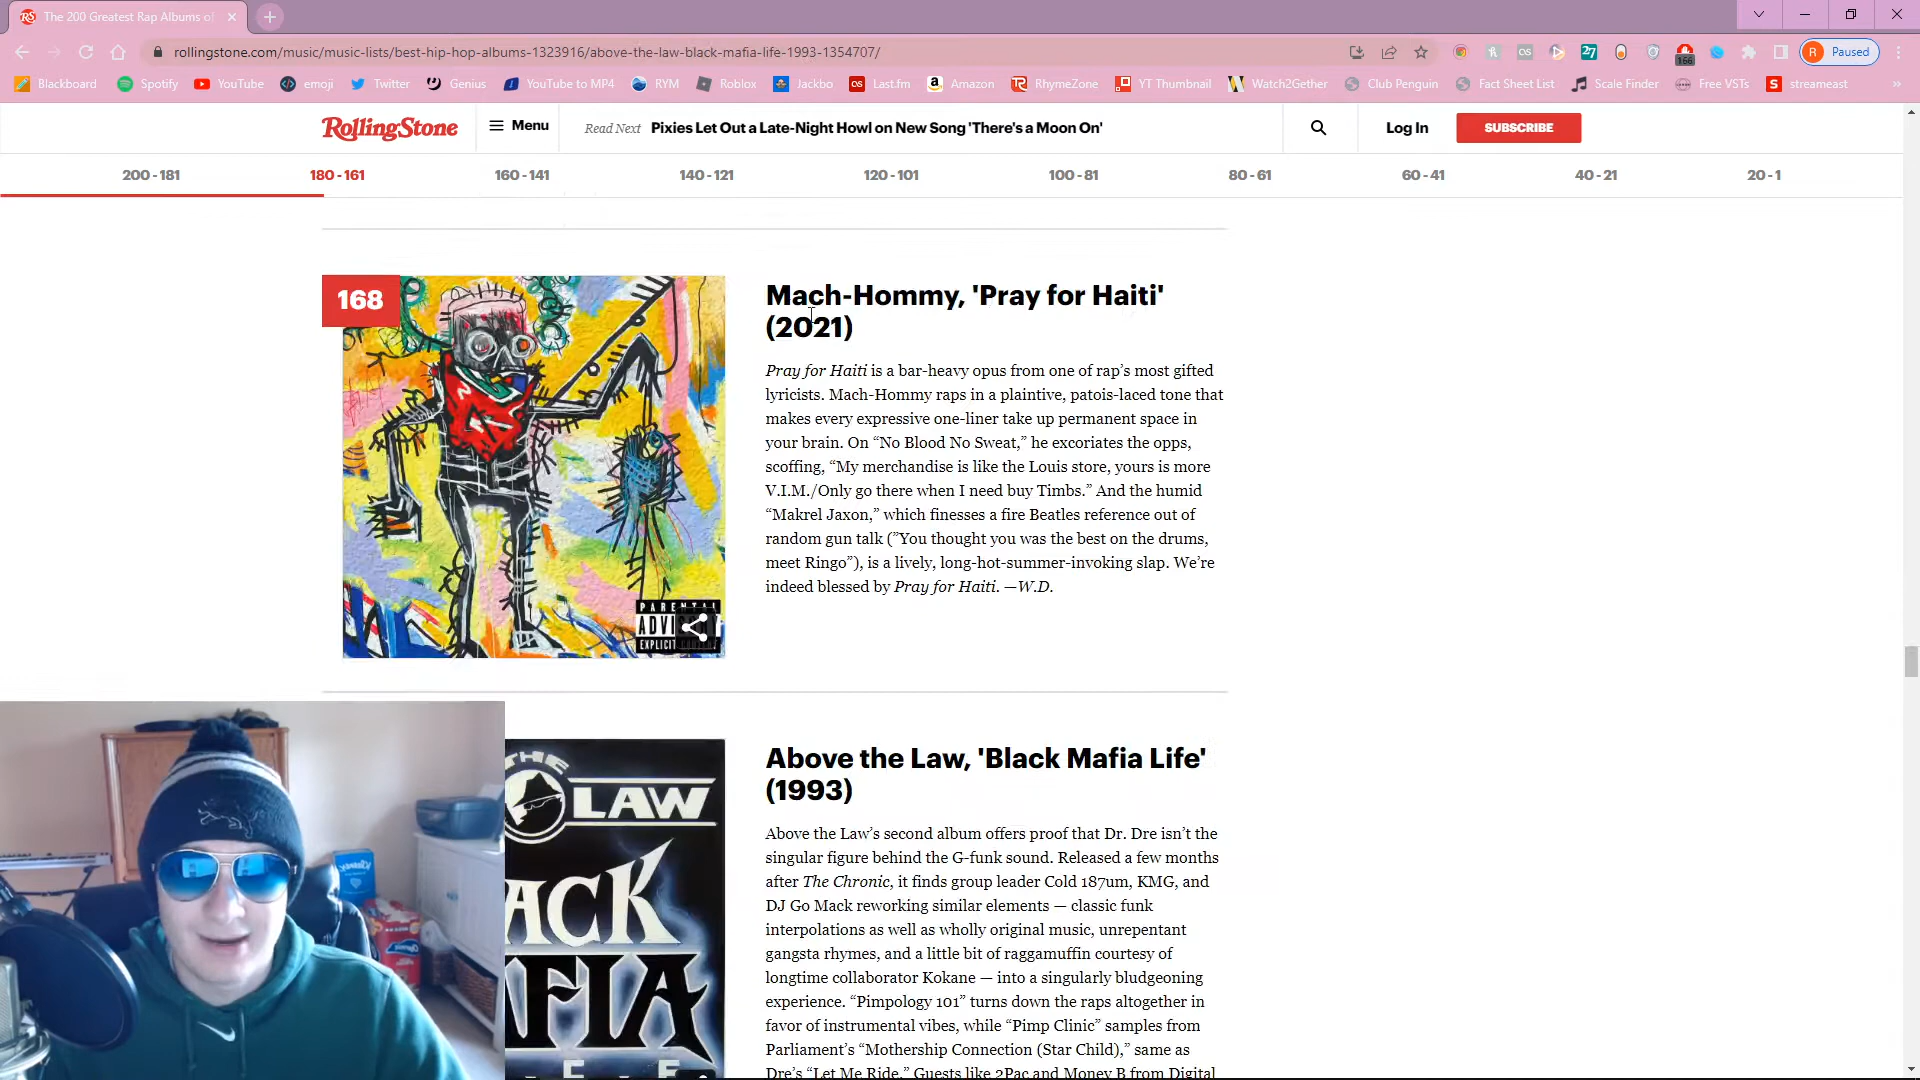 The 200 Greatest Rap Albums of
rollingstone.com/music/music-lists/best-hip-hop-albums-1323916/above-the-law-black-mafia-life-1993-1354707/
27
166
R Paused
Blackboard Spotify YouTube emoji Twitter Genius YouTube to MP4 RYM Roblox Jackbo Last.fm Amazon RhymeZone YT Thumbnail Watch2Gether Club Penguin Fact Sheet List Scale Finder Free VSTs streameast
RollingStone Menu Read Next Pixies Let Out a Late-Night Howl on New Song 'There's a Moon On' Log In SUBSCRIBE
200 - 181 180 - 161 160 - 141 140 - 121 120 - 101 100 - 81 80 - 61 60 - 41 40 - 21 20 - 1
168
Mach-Hommy, 'Pray for Haiti'
(2021)
Pray for Haiti is a bar-heavy opus from one of rap’s most gifted
lyricists. Mach-Hommy raps in a plaintive, patois-laced tone that
makes every expressive one-liner take up permanent space in
your brain. On “No Blood No Sweat,” he excoriates the opps,
scoffing, “My merchandise is like the Louis store, yours is more
V.I.M./Only go there when I need buy Timbs.” And the humid
“Makrel Jaxon,” which finesses a fire Beatles reference out of
random gun talk (”You thought you was the best on the drums,
meet Ringo”), is a lively, long-hot-summer-invoking slap. We’re
indeed blessed by Pray for Haiti. —W.D.
EXPLICIT
THE
LAW
ACK
AFIA
Above the Law, 'Black Mafia Life'
(1993)
Above the Law’s second album offers proof that Dr. Dre isn’t the
singular figure behind the G-funk sound. Released a few months
after The Chronic, it finds group leader Cold 187um, KMG, and
DJ Go Mack reworking similar elements — classic funk
interpolations as well as wholly original music, unrepentant
gangsta rhymes, and a little bit of raggamuffin courtesy of
longtime collaborator Kokane — into a singularly bludgeoning
experience. “Pimpology 101” turns down the raps altogether in
favor of instrumental vibes, while “Pimp Clinic” samples from
Parliament’s “Mothership Connection (Star Child),” same as
Dre’s “Let Me Ride.” Guests like 2Pac and Money B from Digital